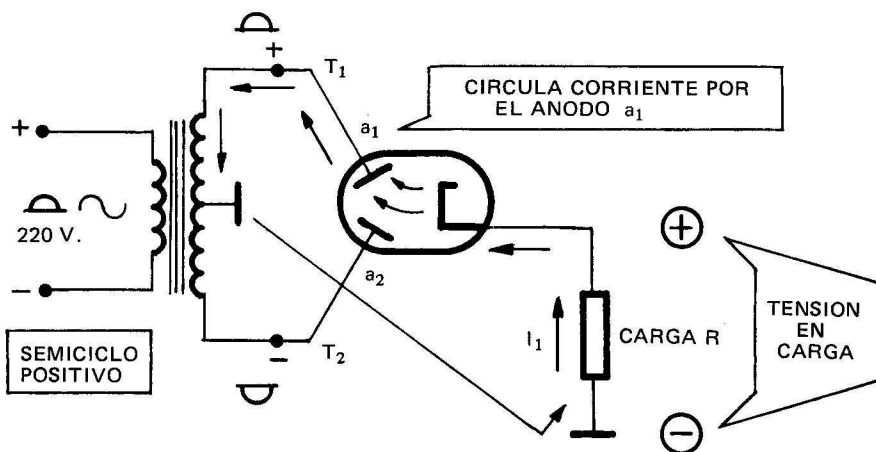 +
T1
CIRCULA CORRIENTE POR
EL ANODO a1
a1
+
220 V.
−
a2
SEMICICLO
POSITIVO
−
T2
I1
CARGA R
+
TENSION
EN
CARGA
−